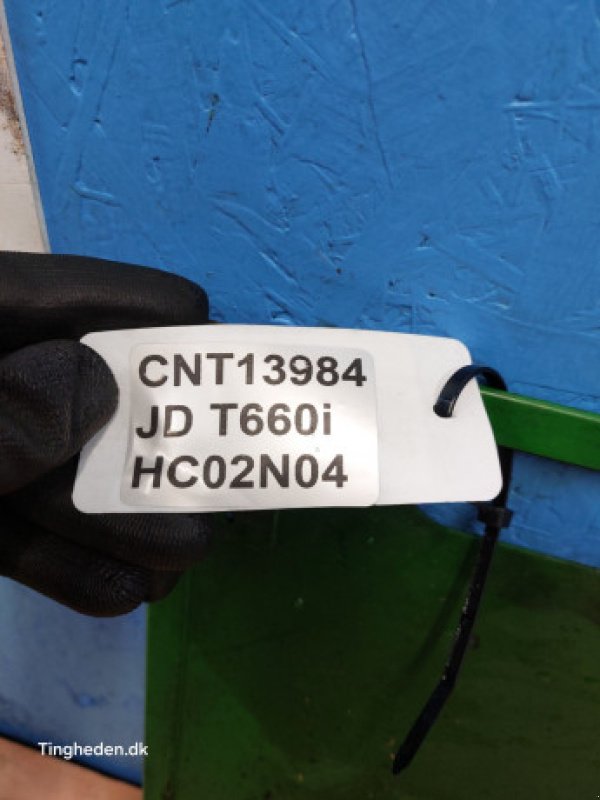 CNT13984
JD T660i
HC02N04
Tingheden.dk